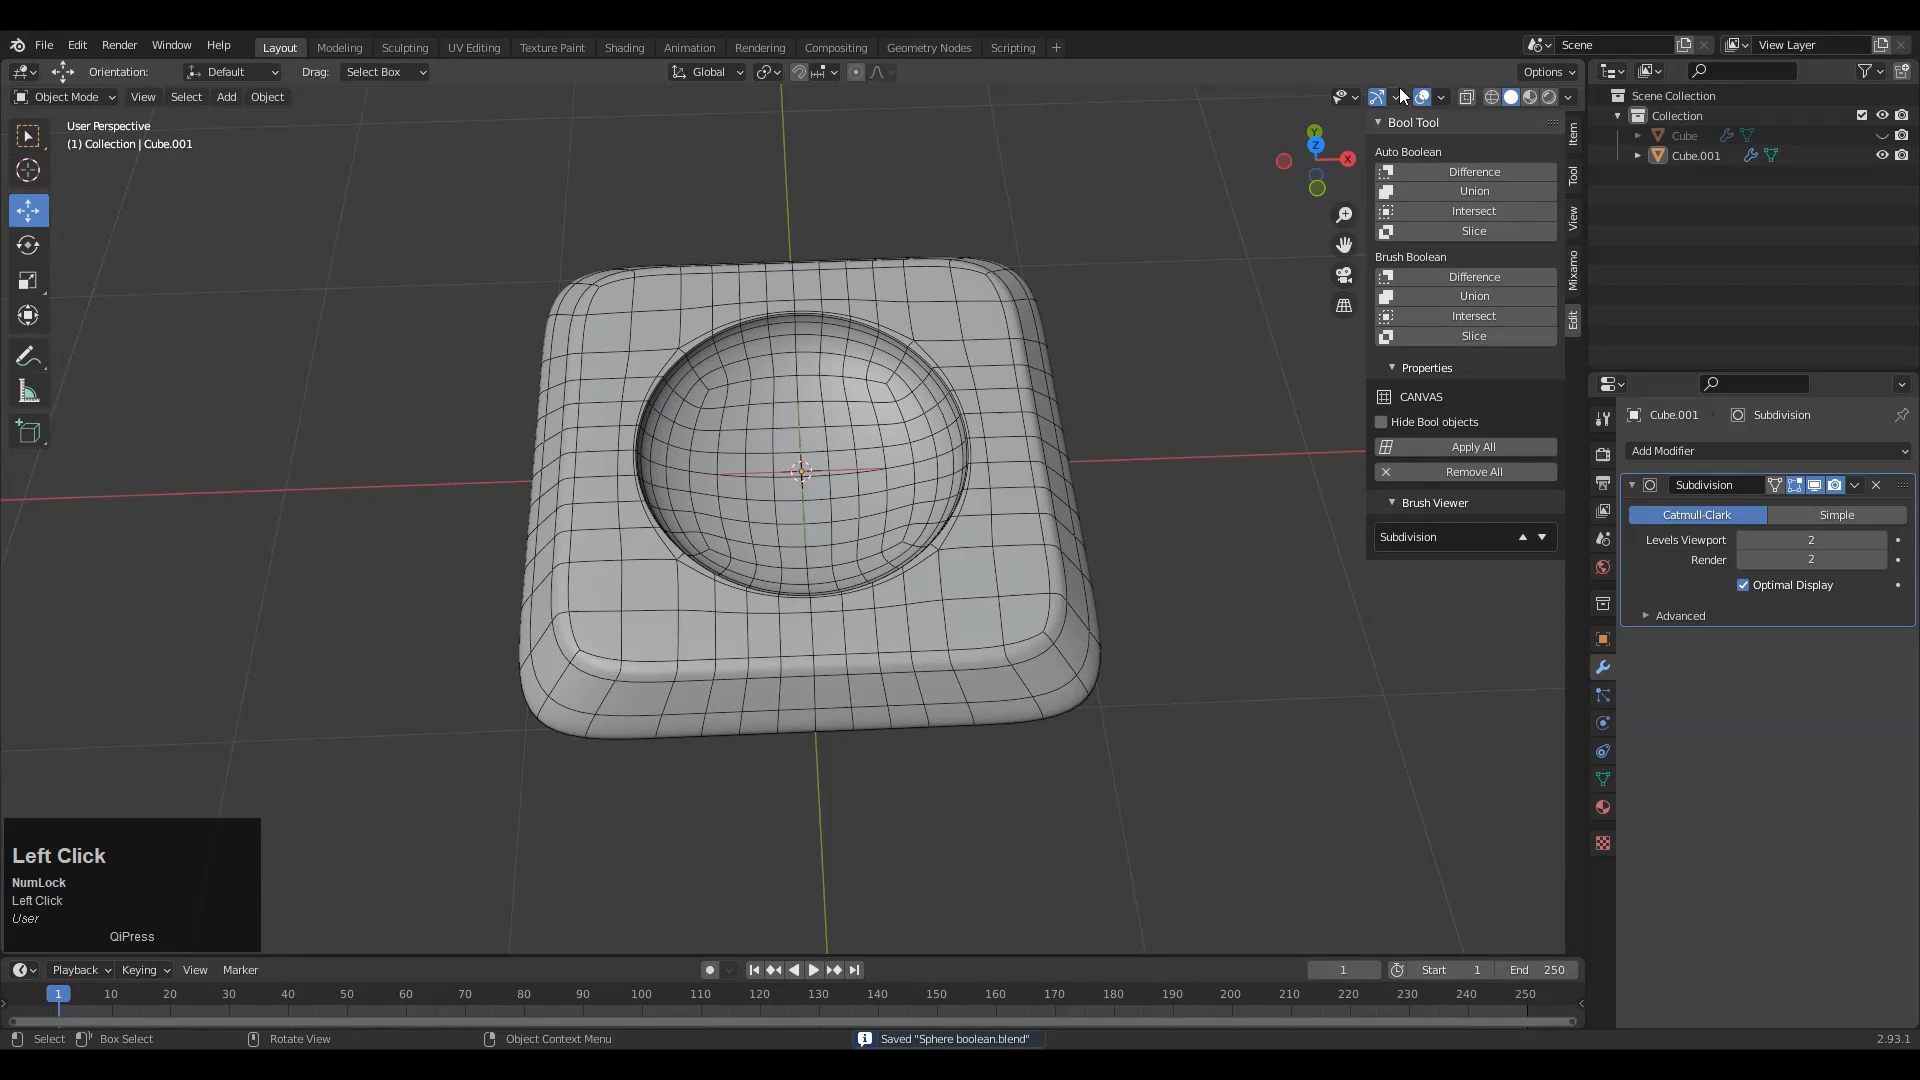 File Edit Render Window Help Layout Modeling Sculpting UV Editing Texture Paint Shading Animation Rendering Compositing Geometry Nodes Scripting + Scene View Layer
Orientation: Default Drag: Select Box Global Options
Object Mode View Select Add Object
User Perspective
(1) Collection | Cube.001
Bool Tool
Auto Boolean
Difference
Union
Intersect
Slice
Brush Boolean
Difference
Union
Intersect
Slice
Properties
CANVAS
Hide Bool objects
Apply All
Remove All
Brush Viewer
Subdivision
Item
Tool
View
Mixamo
Edit
Y
Z
X
Scene Collection
Collection
Cube
Cube.001
Cube.001 Subdivision
Add Modifier
Subdivision
Catmull-Clark Simple
Levels Viewport 2
Render 2
Optimal Display
Advanced
Left Click
NumLock
Left Click
User
QiPress
Playback Keying View Marker 1 Start 1 End 250
1 10 20 30 40 50 60 70 80 90 100 110 120 130 140 150 160 170 180 190 200 210 220 230 240 250
Select Box Select Rotate View Object Context Menu Saved "Sphere boolean.blend" 2.93.1